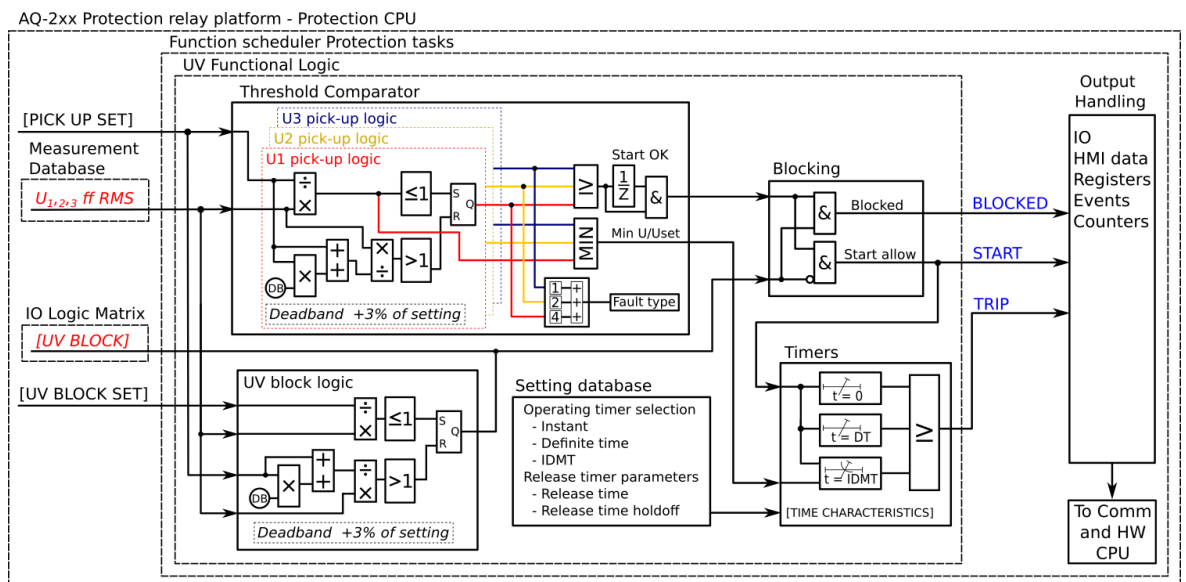 AQ-2xx Protection relay platform - Protection CPU
Function scheduler Protection tasks
UV Functional Logic
Threshold Comparator
[PICK UP SET]
Measurement
Database
U1,2,3 ff RMS
U3 pick-up logic
U2 pick-up logic
U1 pick-up logic
÷
×
≤1
S
R
Q
DB
×
+
+
×
÷
>1
Deadband +3% of setting
≥
Start OK
1
Z
&
MIN
Min U/Uset
1 +
2 +
4 +
Fault type
Blocking
&
Blocked
&
Start allow
BLOCKED
START
TRIP
Output
Handling
IO
HMI data
Registers
Events
Counters
To Comm
and HW
CPU
IO Logic Matrix
[UV BLOCK]
[UV BLOCK SET]
UV block logic
÷
×
≤1
S
R
Q
DB
×
+
+
÷
×
>1
Deadband +3% of setting
Setting database
Operating timer selection
- Instant
- Definite time
- IDMT
Release timer parameters
- Release time
- Release time holdoff
Timers
t = 0
t = DT
t = IDMT
≥
[TIME CHARACTERISTICS]